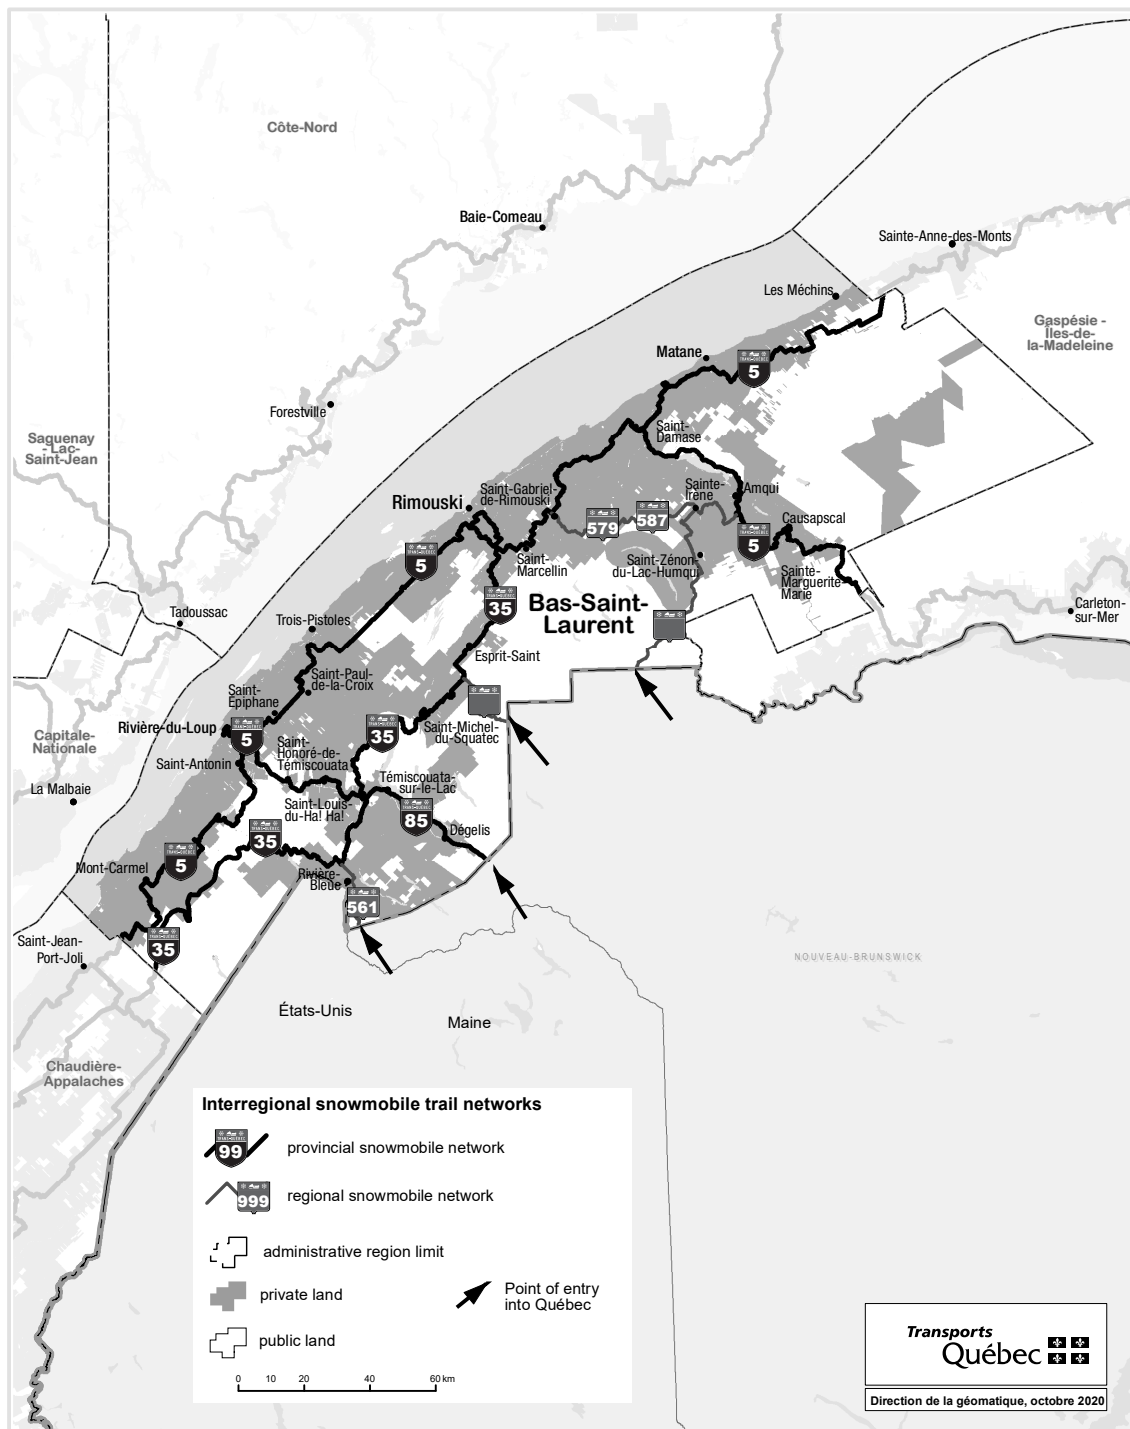 Côte-Nord
Baie-Comeau
Sainte-Anne-des-Monts
Les Méchins
Gaspésie -
Îles-de-
la-Madeleine
Matane
5
Forestville
Saguenay
- Lac-
Saint-Jean
Saint-
Damase
Rimouski
Saint-Gabriel-
de-Rimouski
Sainte-
Irène
Amqui
579
587
Causapscal
5
5
Saint-
Marcellin
Saint-Zénon-
du-Lac-Humqui
Sainte-
Marguerite-
Marie
35
Bas-Saint-
Laurent
Carleton-
sur-Mer
Tadoussac
Trois-Pistoles
Esprit-Saint
Saint-Paul-
de-la-Croix
Saint-
Épiphane
Rivière-du-Loup
5
35
Saint-Michel-
du-Squatec
Capitale-
Nationale
Saint-
Honoré-de-
Témiscouata
Saint-Antonin
La Malbaie
Témiscouata-
sur-le-Lac
Saint-Louis-
du-Ha! Ha!
85
Dégelis
35
5
Mont-Carmel
Rivière-
Bleue
561
35
Saint-Jean-
Port-Joli
NOUVEAU-BRUNSWICK
États-Unis
Maine
Chaudière-
Appalaches
Interregional snowmobile trail networks
99
provincial snowmobile network
999
regional snowmobile network
administrative region limit
private land
Point of entry
into Québec
public land
0 10 20 40 60 km
Transports
Québec
Direction de la géomatique, octobre 2020